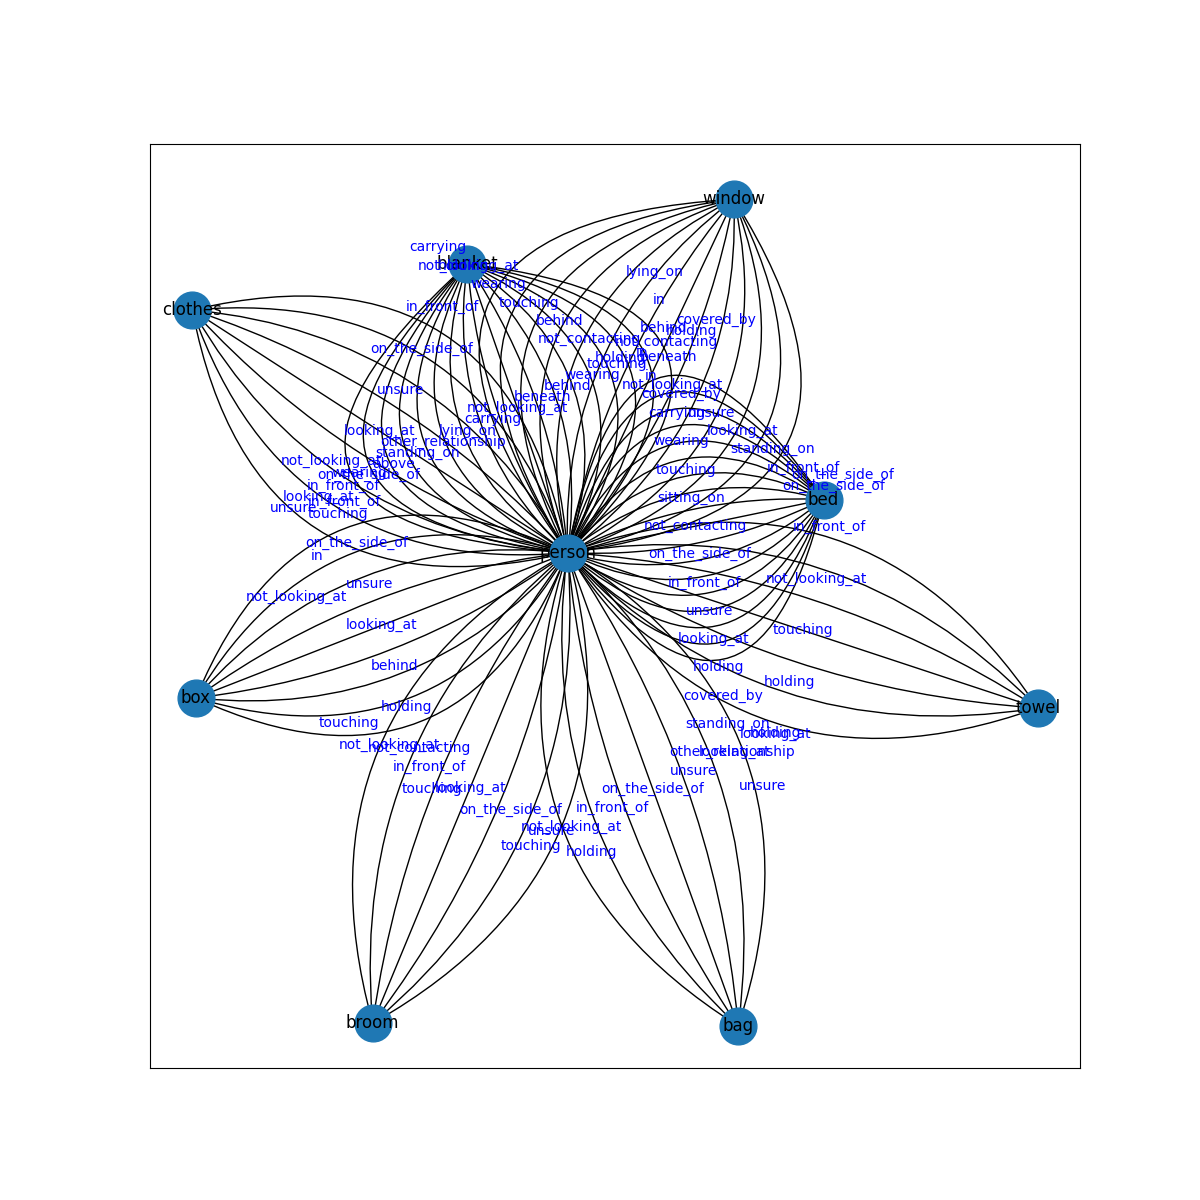 window
carrying
blanket
not_looking_at
wearing
lying_on
in
touching
in_front_of
clothes
behind
covered_by
behind
holding
not_contacting
not_contacting
on_the_side_of
holding
beneath
touching
wearing
in
behind
not_looking_at
unsure
covered_by
beneath
not_looking_at
carrying
unsure
carrying
looking_at
lying_on
looking_at
other_relationship
wearing
standing_on
standing_on
above
not_looking_at
in_front_of
wearing
on_the_side_of
touching
on_the_side_of
in_front_of
on_the_side_of
looking_at
sitting_on
bed
in_front_of
unsure
touching
not_contacting
in_front_of
on_the_side_of
in
person
on_the_side_of
unsure
in_front_of
not_looking_at
not_looking_at
unsure
looking_at
touching
looking_at
behind
holding
holding
box
covered_by
holding
towel
touching
standing_on
holding
looking_at
not_looking_at
not_contacting
other_relationship
looking_at
in_front_of
unsure
touching
looking_at
on_the_side_of
unsure
on_the_side_of
in_front_of
not_looking_at
unsure
touching
holding
broom
bag